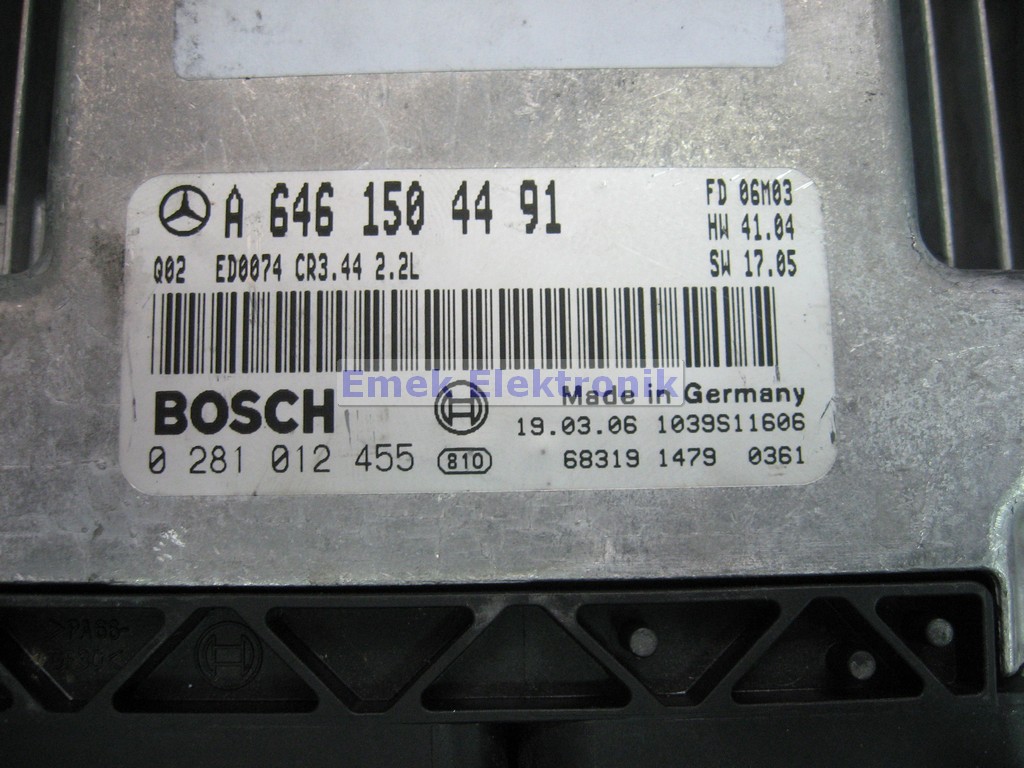 A 646 150 44 91
FD 06M03
HW 41.04
Q02 ED0074 CR3.44 2.2L
SW 17.05
Emek Elektronik
BOSCH
Made in Germany
19.03.06 1039S11606
0 281 012 455
810
68319 1479 0361